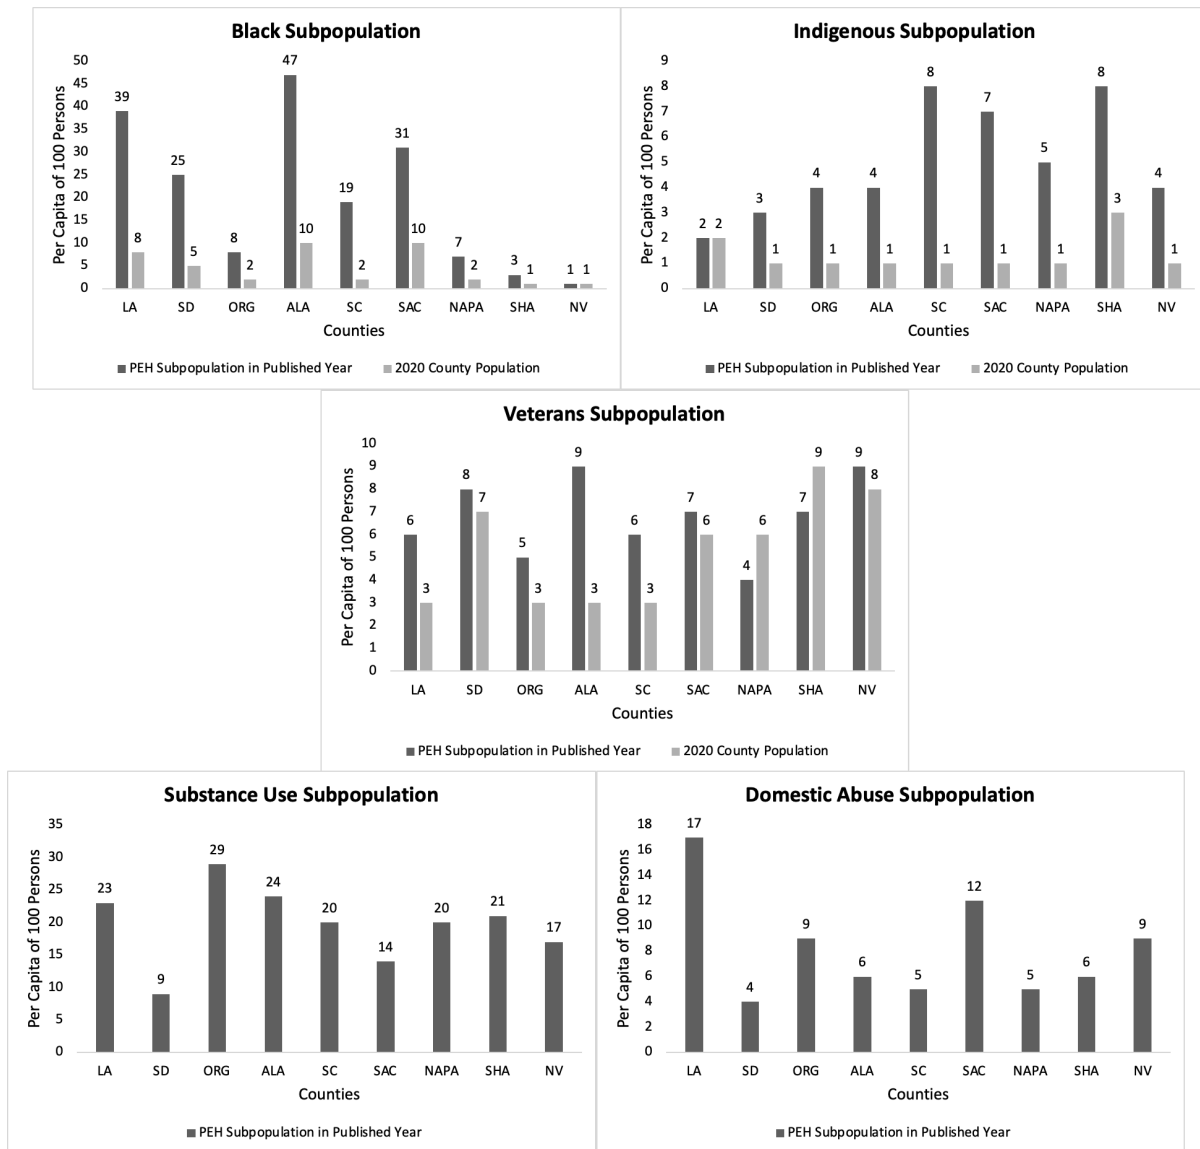 Black Subpopulation
Per Capita of 100 Persons
50
45
40
35
30
25
20
15
10
5
0
39 8 25 5 8 2 47 10 19 2 31 10 7 2 3 1 1 1
LA SD ORG ALA SC SAC NAPA SHA NV
Counties
PEH Subpopulation in Published Year 2020 County Population
Indigenous Subpopulation
Per Capita of 100 Persons
9
8
7
6
5
4
3
2
1
0
2 2 3 1 4 1 4 1 8 1 7 1 5 1 8 3 4 1
LA SD ORG ALA SC SAC NAPA SHA NV
Counties
PEH Subpopulation in Published Year 2020 County Population
Veterans Subpopulation
Per Capita of 100 Persons
10
9
8
7
6
5
4
3
2
1
0
6 3 8 7 5 3 9 3 6 3 7 6 4 6 7 9 9 8
LA SD ORG ALA SC SAC NAPA SHA NV
Counties
PEH Subpopulation in Published Year 2020 County Population
Substance Use Subpopulation
Per Capita of 100 Persons
35
30
25
20
15
10
5
0
23 9 29 24 20 14 20 21 17
LA SD ORG ALA SC SAC NAPA SHA NV
Counties
PEH Subpopulation in Published Year
Domestic Abuse Subpopulation
Per Capita of 100 Persons
18
16
14
12
10
8
6
4
2
0
17 4 9 6 5 12 5 6 9
LA SD ORG ALA SC SAC NAPA SHA NV
Counties
PEH Subpopulation in Published Year